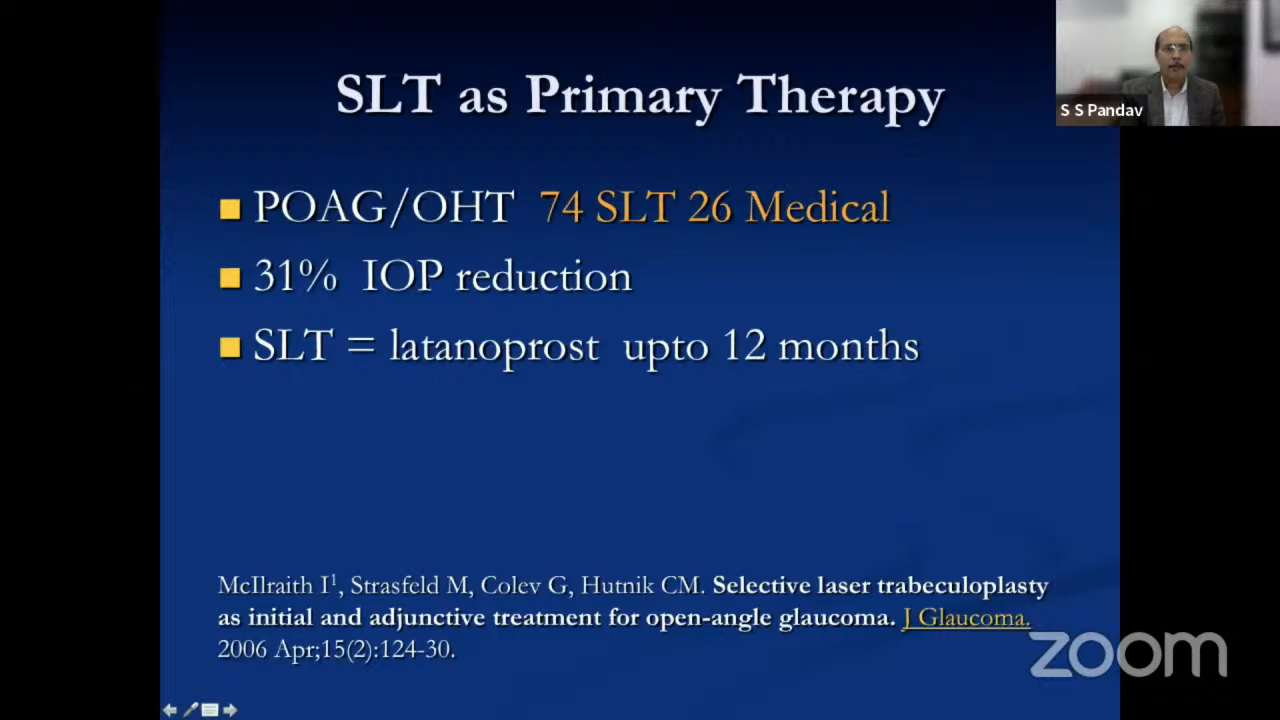 SLT as Primary Therapy
S S Pandav
POAG/OHT 74 SLT 26 Medical
31% IOP reduction
SLT = latanoprost upto 12 months
McIlraith I¹, Strasfeld M, Colev G, Hutnik CM. Selective laser trabeculoplasty
as initial and adjunctive treatment for open-angle glaucoma. J Glaucoma.
2006 Apr;15(2):124-30.
zoom